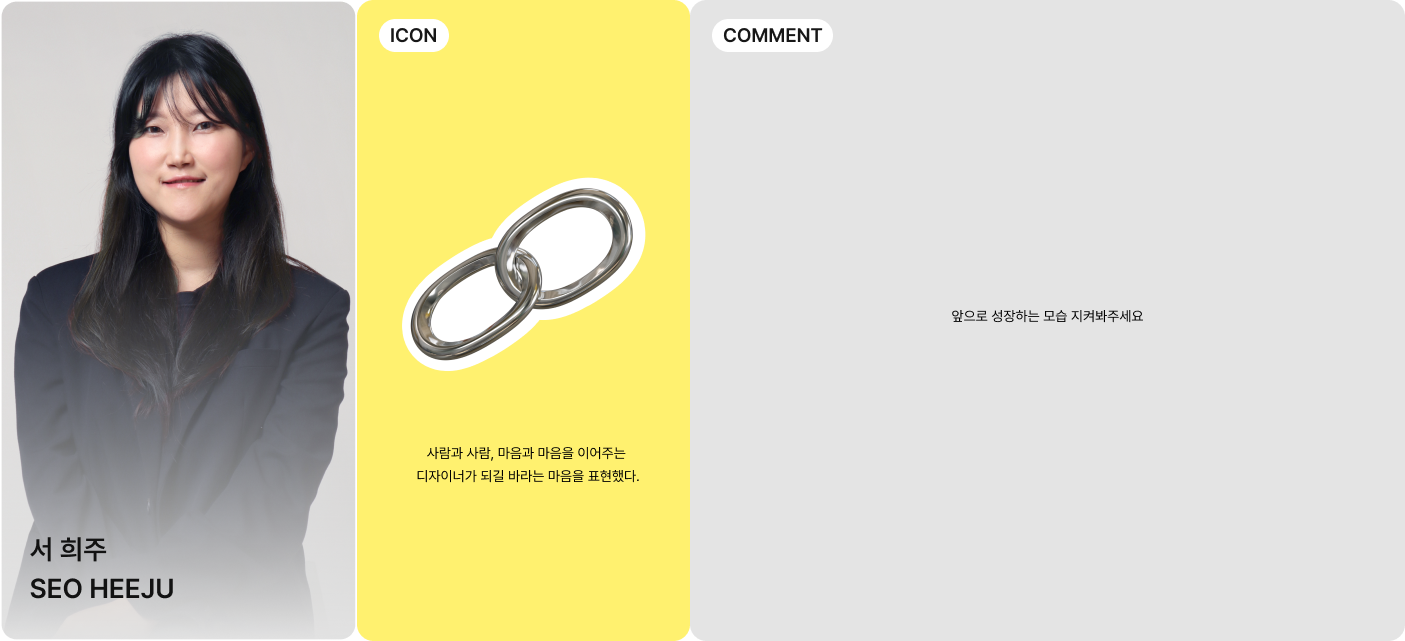 서 희주
SEO HEEJU
ICON
사람과 사람, 마음과 마음을 이어주는
디자이너가 되길 바라는 마음을 표현했다.
COMMENT
앞으로 성장하는 모습 지켜봐주세요